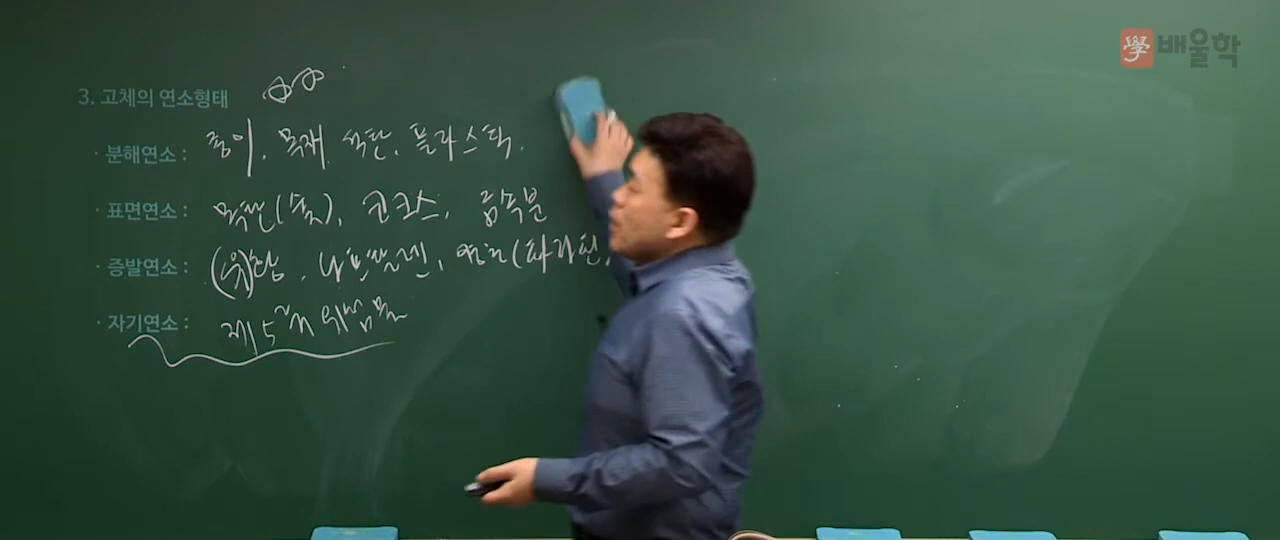 學 배울학
3. 고체의 연소형태
· 분해연소 : 종이, 목재, 석탄, 플라스틱,
· 표면연소 : 목탄(숯), 코크스, 금속분
· 증발연소 : (유)황, 나프탈렌, 양초(파라핀,
· 자기연소 : 제5류 위험물